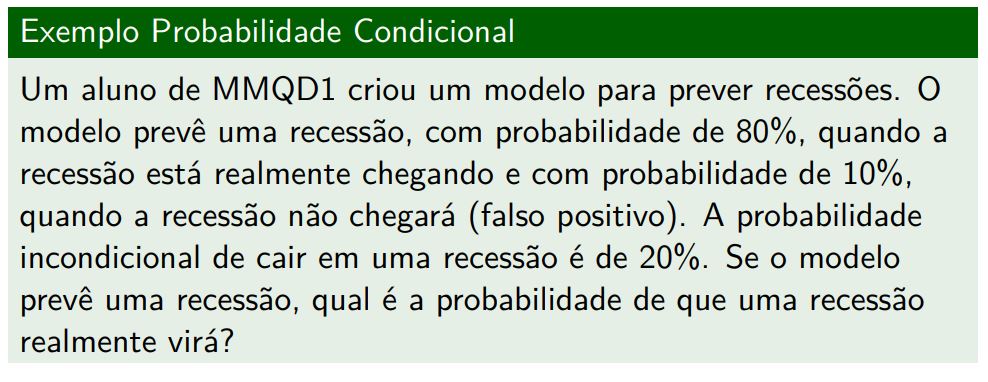 Exemplo Probabilidade Condicional
Um aluno de MMQD1 criou um modelo para prever recessões. O
modelo prevê uma recessão, com probabilidade de 80%, quando a
recessão está realmente chegando e com probabilidade de 10%,
quando a recessão não chegará (falso positivo). A probabilidade
incondicional de cair em uma recessão é de 20%. Se o modelo
prevê uma recessão, qual é a probabilidade de que uma recessão
realmente virá?